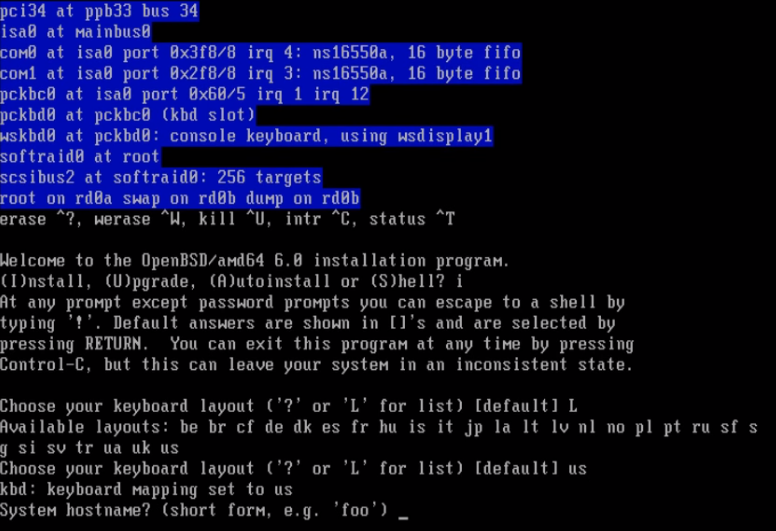 pci34 at ppb33 bus 34
isa0 at mainbus0
com0 at isa0 port 0x3f8/8 irq 4: ns16550a, 16 byte fifo
com1 at isa0 port 0x2f8/8 irq 3: ns16550a, 16 byte fifo
pckbc0 at isa0 port 0x60/5 irq 1 irq 12
pckbd0 at pckbc0 (kbd slot)
wskbd0 at pckbd0: console keyboard, using wsdisplay1
softraid0 at root
scsibus2 at softraid0: 256 targets
root on rd0a swap on rd0b dump on rd0b
erase ^?, werase ^W, kill ^U, intr ^C, status ^T
Welcome to the OpenBSD/amd64 6.0 installation program.
(I)nstall, (U)pgrade, (A)utoinstall or (S)hell? i
At any prompt except password prompts you can escape to a shell by
typing '!'. Default answers are shown in []'s and are selected by
pressing RETURN.  You can exit this program at any time by pressing
Control-C, but this can leave your system in an inconsistent state.
Choose your keyboard layout ('?' or 'L' for list) [default] L
Available layouts: be br cf de dk es fr hu is it jp la lt lv nl no pl pt ru sf s
g si sv tr ua uk us
Choose your keyboard layout ('?' or 'L' for list) [default] us
kbd: keyboard mapping set to us
System hostname? (short form, e.g. 'foo') _